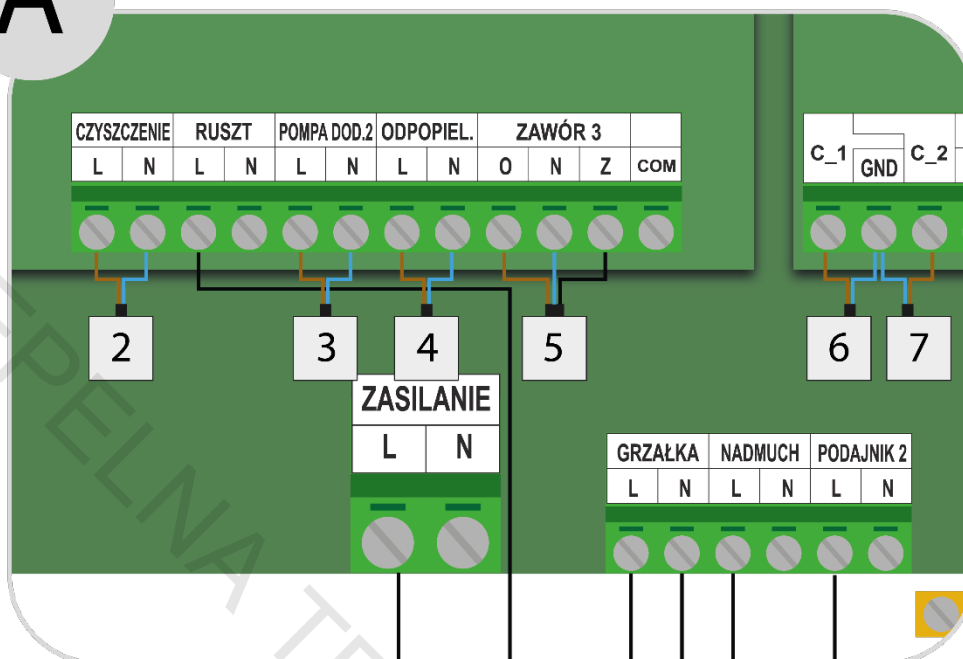 A
CZYSZCZENIE RUSZT POMPA DOD.2 ODPOPIEL. ZAWÓR 3
L N L N L N L N O N Z COM
C_1 GND C_2
2 3 4 5 6 7
ZASILANIE
L N
GRZAŁKA NADMUCH PODAJNIK 2
L N L N L N